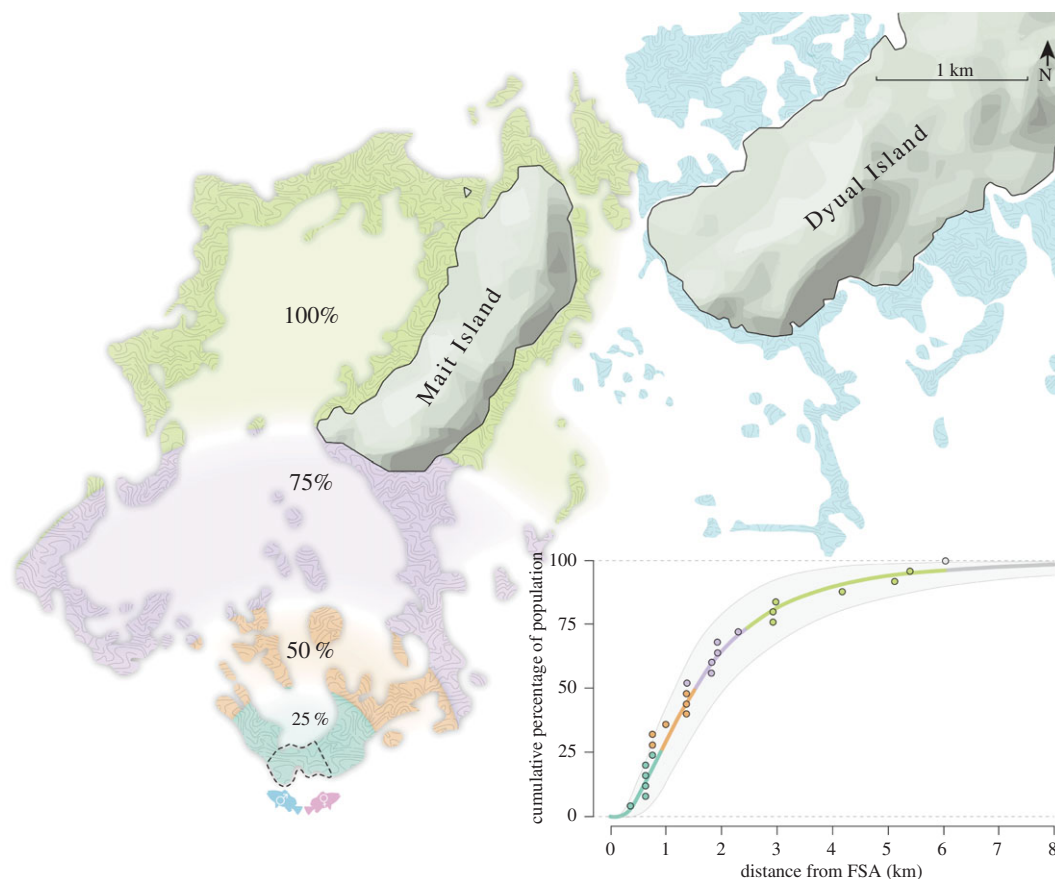 1 km
N
Dyual Island
100%
Mait Island
75%
50%
25%
cumulative percentage of population
100
75
50
25
0
0 1 2 3 4 5 6 7 8
distance from FSA (km)